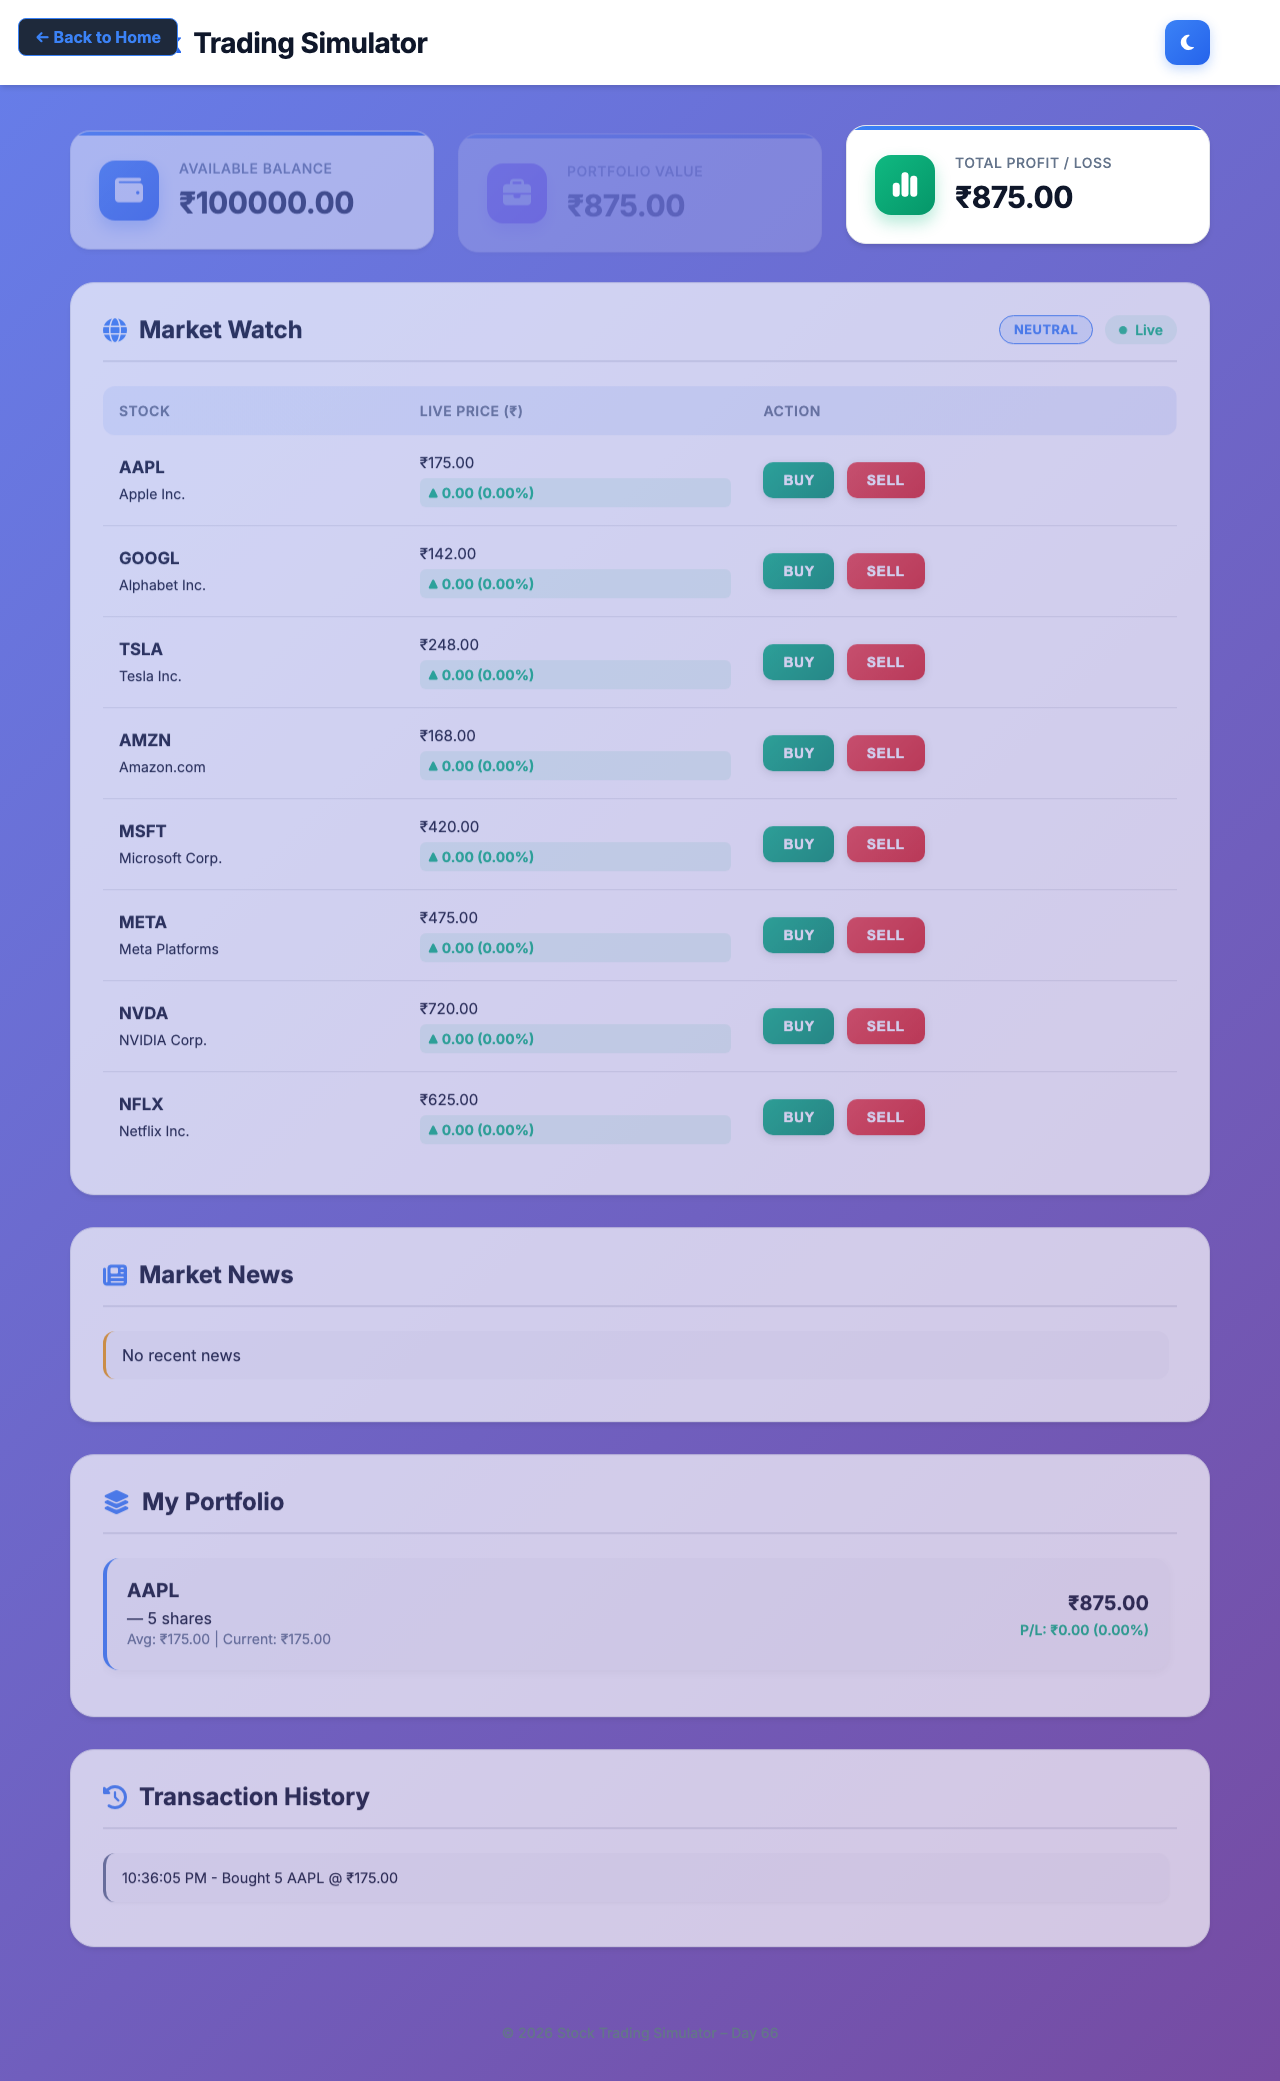 ← Back to Home
Trading Simulator
AVAILABLE BALANCE
₹100000.00
PORTFOLIO VALUE
₹875.00
TOTAL PROFIT / LOSS
₹875.00
Market Watch
NEUTRAL
● Live
STOCK LIVE PRICE (₹) ACTION
AAPL
Apple Inc.
₹175.00
▲ 0.00 (0.00%)
BUY SELL
GOOGL
Alphabet Inc.
₹142.00
▲ 0.00 (0.00%)
BUY SELL
TSLA
Tesla Inc.
₹248.00
▲ 0.00 (0.00%)
BUY SELL
AMZN
Amazon.com
₹168.00
▲ 0.00 (0.00%)
BUY SELL
MSFT
Microsoft Corp.
₹420.00
▲ 0.00 (0.00%)
BUY SELL
META
Meta Platforms
₹475.00
▲ 0.00 (0.00%)
BUY SELL
NVDA
NVIDIA Corp.
₹720.00
▲ 0.00 (0.00%)
BUY SELL
NFLX
Netflix Inc.
₹625.00
▲ 0.00 (0.00%)
BUY SELL
Market News
No recent news
My Portfolio
AAPL
— 5 shares
Avg: ₹175.00 | Current: ₹175.00
₹875.00
P/L: ₹0.00 (0.00%)
Transaction History
10:36:05 PM - Bought 5 AAPL @ ₹175.00
© 2026 Stock Trading Simulator – Day 66